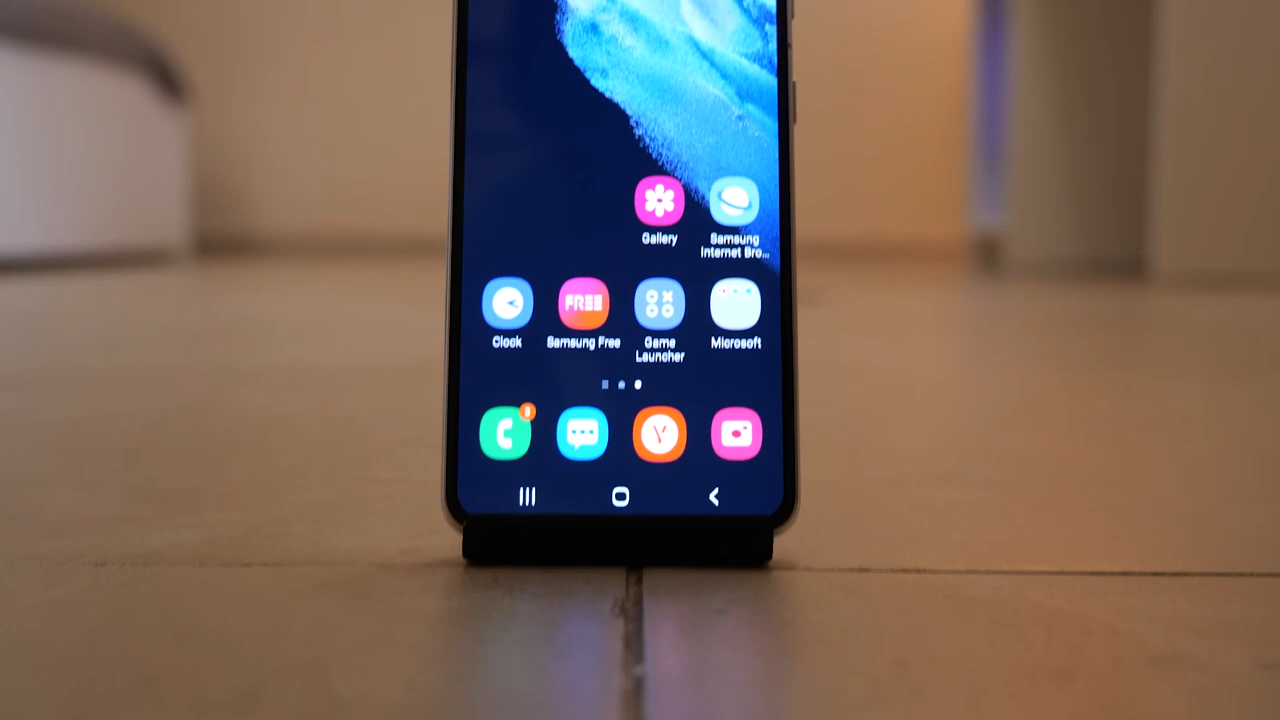 Gallery
Samsung
Internet Bro...
Clock
FREE
Samsung Free
Game
Launcher
Microsoft
Y